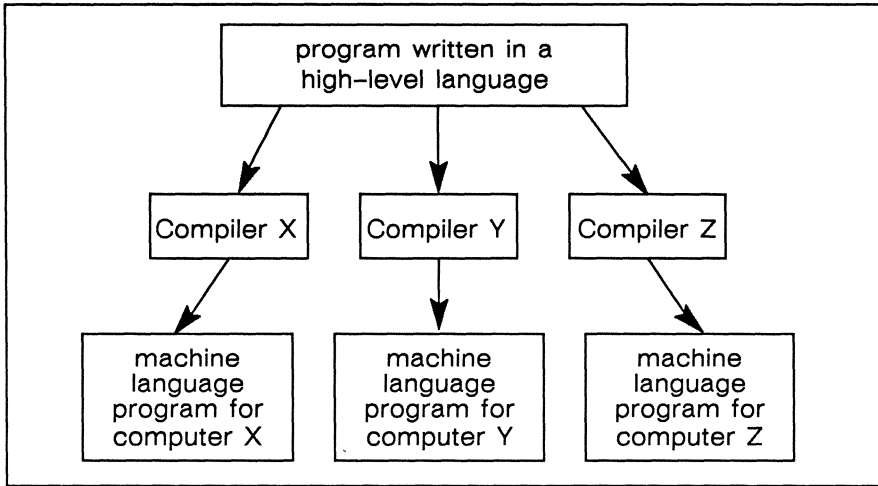 program written in a
high-level language
Compiler X
Compiler Y
Compiler Z
machine
language
program for
computer X
machine
language
program for
computer Y
machine
language
program for
computer Z